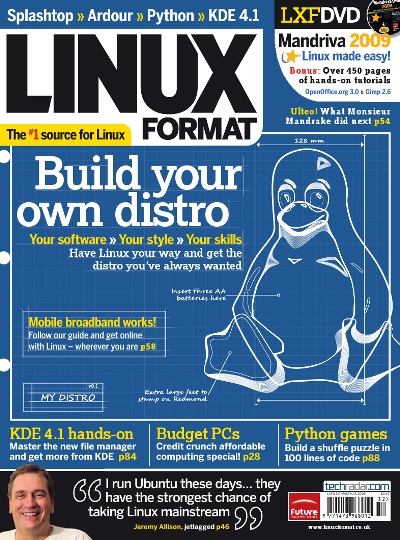 Splashtop » Ardour » Python » KDE 4.1
LXFDVD
Mandriva 2009
Linux made easy!
Bonus: Over 450 pages
of hands-on tutorials
OpenOffice.org 3.0 Gimp 2.6
LINUX
FORMAT
The #1 source for Linux
Ulteo! What Monsieur
Mandrake did next p54
Build your
own distro
Your software » Your style » Your skills
Have Linux your way and get the
distro you've always wanted
328 mm
Insert three AA
batteries here
Mobile broadband works!
Follow our guide and get online
with Linux – wherever you are p58
v0.1
MY DISTRO
Extra large feet to
stomp on Redmond
KDE 4.1 hands-on
Master the new file manager
and get more from KDE p84
Budget PCs
Credit crunch affordable
computing special! p28
Python games
Build a shuffle puzzle in
100 lines of code p88
“I run Ubuntu these days... they
have the strongest chance of
taking Linux mainstream”
Jeremy Allison, jetlagged p46
Future
techradar.com
www.linuxformat.co.uk